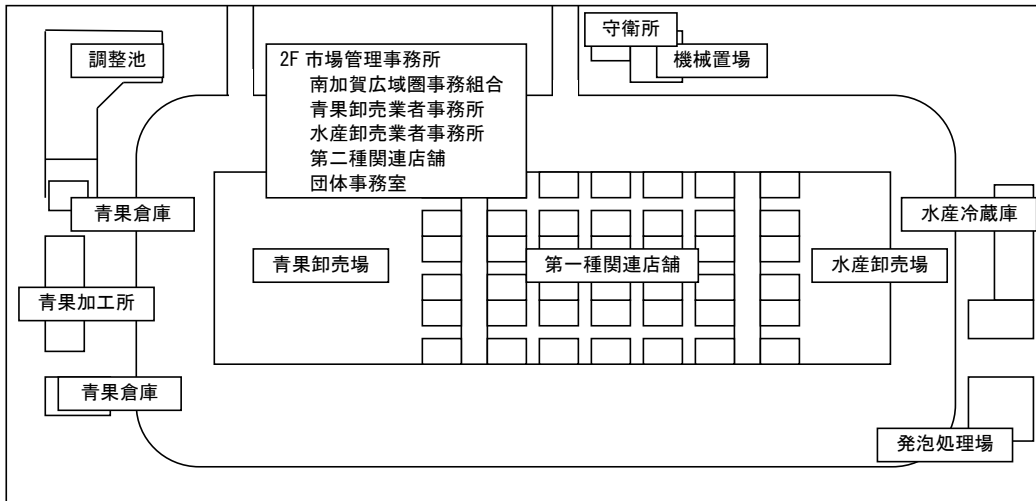 守衛所
調整池
機械置場
2F 市場管理事務所
南加賀広域圏事務組合
青果卸売業者事務所
水産卸売業者事務所
第二種関連店舗
団体事務室
青果倉庫
水産冷蔵庫
青果卸売場
第一種関連店舗
水産卸売場
青果加工所
青果倉庫
発泡処理場